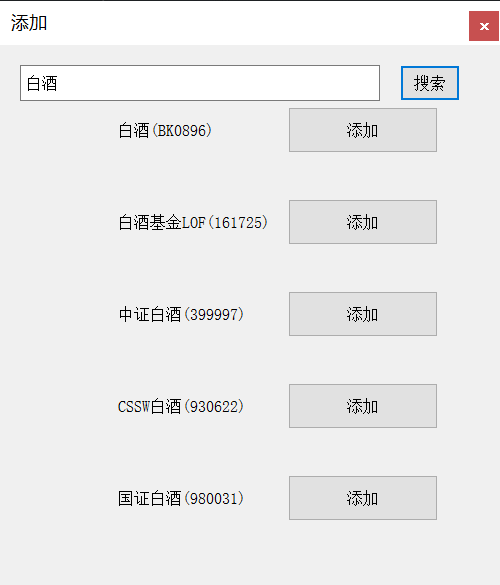 添加
白酒
搜索
白酒(BK0896)
添加
白酒基金LOF(161725)
添加
中证白酒(399997)
添加
CSSW白酒(930622)
添加
国证白酒(980031)
添加